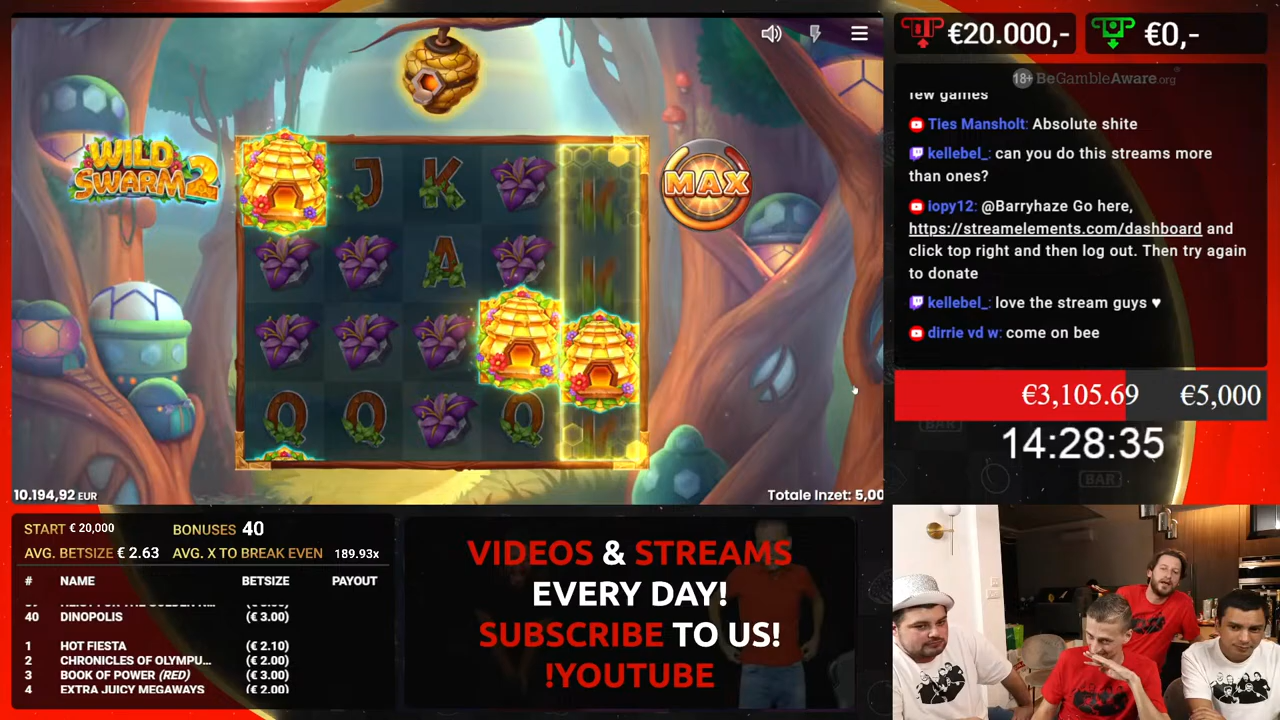 WILD
SWARM 2
J
K
MAX
A
O
O
O
10.194,92 EUR
Totale Inzet: 5,00
€20.000,-
€0,-
18+ BeGambleAware.org
few games
Ties Mansholt: Absolute shite
kellebel_: can you do this streams more
than ones?
iopy12: @Barryhaze Go here,
https://streamelements.com/dashboard and
click top right and then log out. Then try again
to donate
kellebel_: love the stream guys ♥
dirrie vd w: come on bee
€3,105.69
€5,000
14:28:35
BAR
BAR
START € 20,000
BONUSES 40
AVG. BETSIZE € 2.63
AVG. X TO BREAK EVEN 189.93x
# NAME BETSIZE PAYOUT
40 DINOPOLIS (€ 3.00)
1 HOT FIESTA (€ 2.10)
2 CHRONICLES OF OLYMPU... (€ 2.00)
3 BOOK OF POWER (RED) (€ 3.00)
4 EXTRA JUICY MEGAWAYS (€ 2.00)
VIDEOS & STREAMS
EVERY DAY!
SUBSCRIBE TO US!
!YOUTUBE